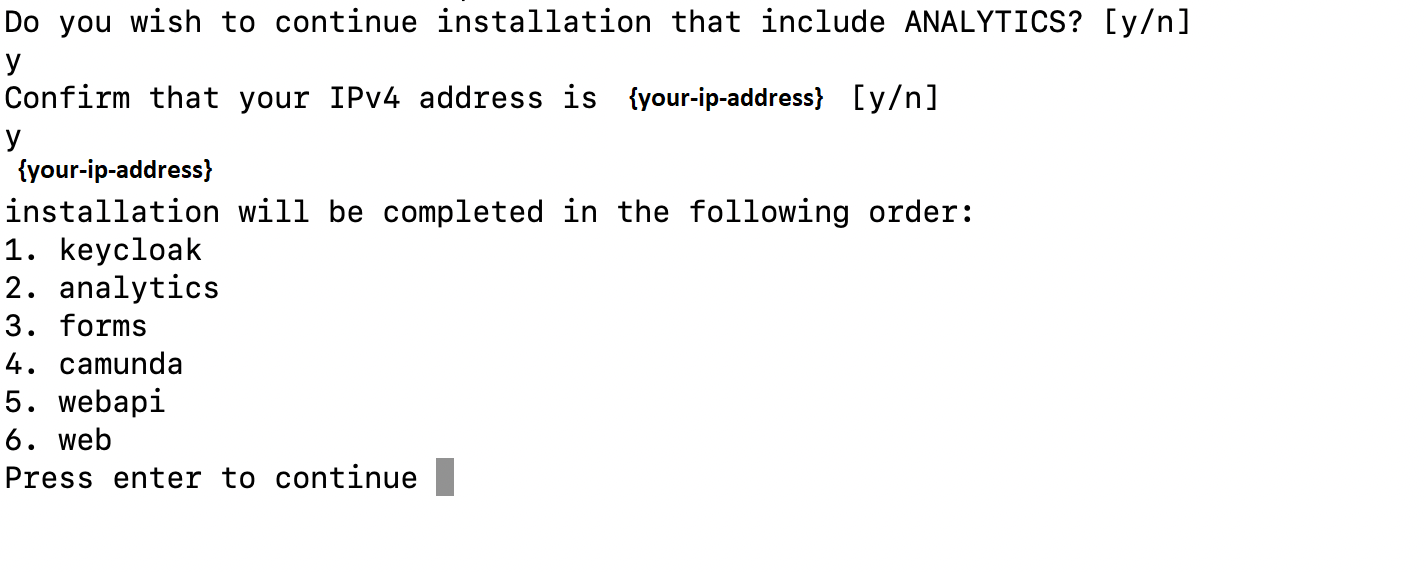 Do you wish to continue installation that include ANALYTICS? [y/n]
y
Confirm that your IPv4 address is {your-ip-address} [y/n]
y
{your-ip-address}
installation will be completed in the following order:
1. keycloak
2. analytics
3. forms
4. camunda
5. webapi
6. web
Press enter to continue